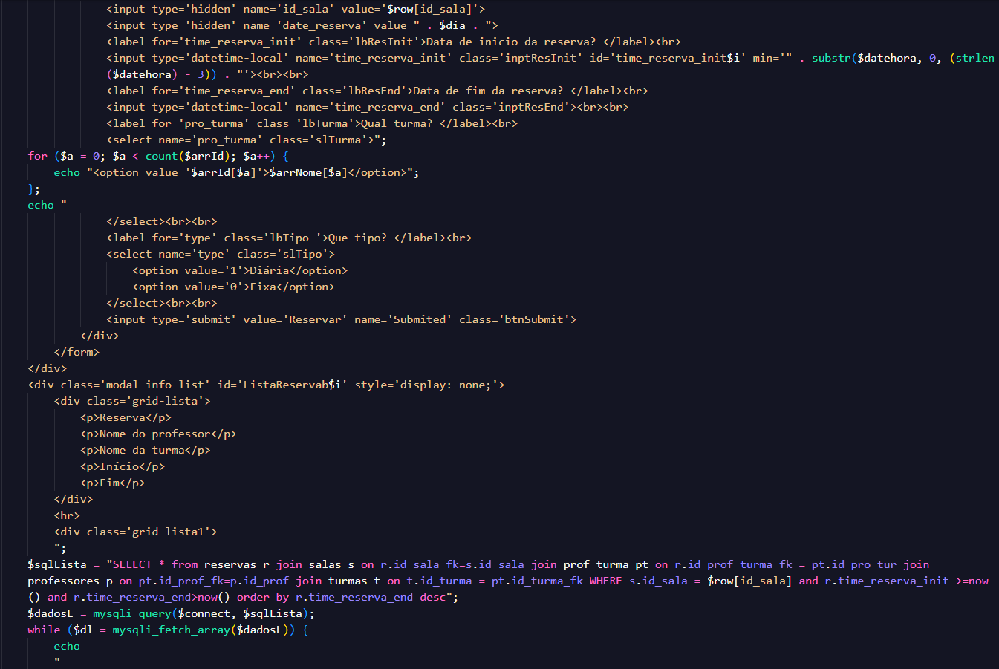 <input type='hidden' name='id_sala' value='$row[id_sala]'>
<input type='hidden' name='date_reserva' value=" . $dia . ">
<label for='time_reserva_init' class='lbResInit'>Data de inicio da reserva? </label><br>
<input type='datetime-local' name='time_reserva_init' class='inptResInit' id='time_reserva_init$i' min='" . substr($datehora, 0, (strlen
($datehora) - 3)) . "'><br><br>
<label for='time_reserva_end' class='lbResEnd'>Data de fim da reserva? </label><br>
<input type='datetime-local' name='time_reserva_end' class='inptResEnd'><br><br>
<label for='pro_turma' class='lbTurma'>Qual turma? </label><br>
<select name='pro_turma' class='slTurma'>";
for ($a = 0; $a < count($arrId); $a++) {
echo "<option value='$arrId[$a]'>$arrNome[$a]</option>";
};
echo "
</select><br><br>
<label for='type' class='lbTipo '>Que tipo? </label><br>
<select name='type' class='slTipo'>
<option value='1'>Diária</option>
<option value='0'>Fixa</option>
</select><br><br>
<input type='submit' value='Reservar' name='Submited' class='btnSubmit'>
</div>
</form>
</div>
<div class='modal-info-list' id='ListaReservab$i' style='display: none;'>
<div class='grid-lista'>
<p>Reserva</p>
<p>Nome do professor</p>
<p>Nome da turma</p>
<p>Início</p>
<p>Fim</p>
</div>
<hr>
<div class='grid-lista1'>
";
$sqlLista = "SELECT * from reservas r join salas s on r.id_sala_fk=s.id_sala join prof_turma pt on r.id_prof_turma_fk = pt.id_pro_tur join
professores p on pt.id_prof_fk=p.id_prof join turmas t on t.id_turma = pt.id_turma_fk WHERE s.id_sala = $row[id_sala] and r.time_reserva_init >=now
() and r.time_reserva_end>now() order by r.time_reserva_end desc";
$dadosL = mysqli_query($connect, $sqlLista);
while ($dl = mysqli_fetch_array($dadosL)) {
echo
"